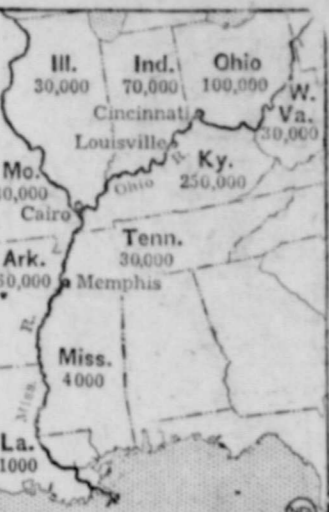 Ill.
30,000
Ind.
70,000
Ohio
100,000
W.
Va.
30,000
Cincinnati
Louisville
R.
Ky.
250,000
Ohio
Mo.
Cairo
Tenn.
30,000
Ark.
Memphis
R.
Miss.
4000
Miss.
La.
1000